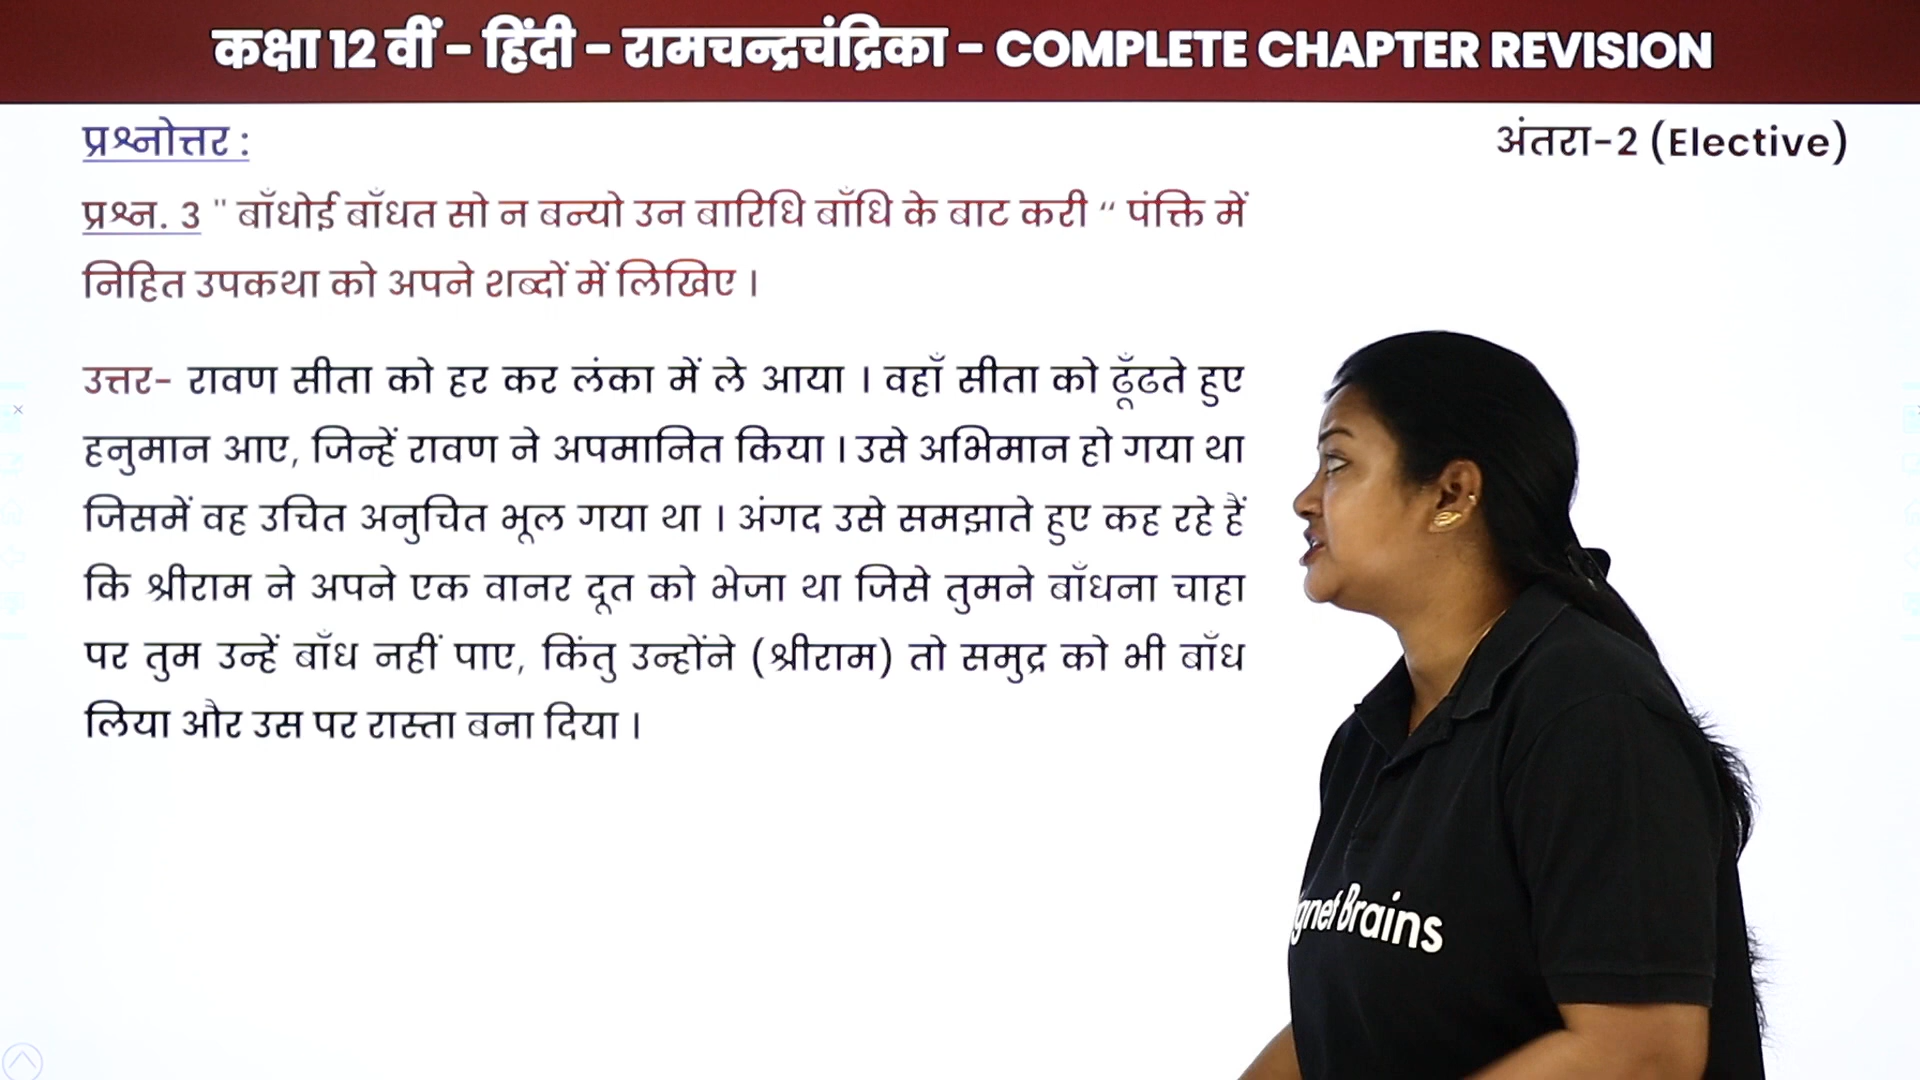 कक्षा 12 वीं - हिंदी - रामचन्द्रचंद्रिका - COMPLETE CHAPTER REVISION
प्रश्नोत्तर :
अंतरा-2 (Elective)
प्रश्न. 3 " बाँधोई बाँधत सो न बन्यो उन बारिधि बाँधि के बाट करी “ पंक्ति में
निहित उपकथा को अपने शब्दों में लिखिए ।
उत्तर- रावण सीता को हर कर लंका में ले आया । वहाँ सीता को ढूँढते हुए
हनुमान आए, जिन्हें रावण ने अपमानित किया । उसे अभिमान हो गया था
जिसमें वह उचित अनुचित भूल गया था । अंगद उसे समझाते हुए कह रहे हैं
कि श्रीराम ने अपने एक वानर दूत को भेजा था जिसे तुमने बाँधना चाहा
पर तुम उन्हें बाँध नहीं पाए, किंतु उन्होंने (श्रीराम) तो समुद्र को भी बाँध
लिया और उस पर रास्ता बना दिया ।
gnet Brains